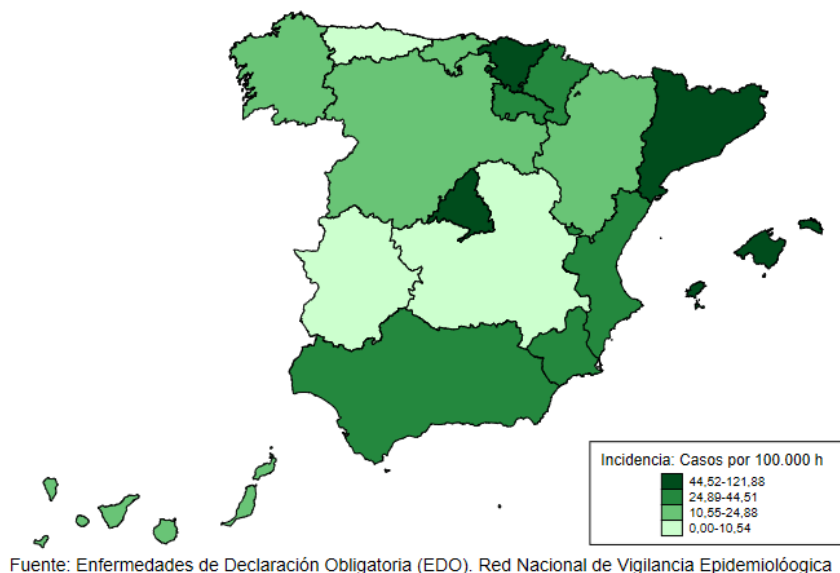 Incidencia: Casos por 100.000 h
44,52-121,88
24,89-44,51
10,55-24,88
0,00-10,54
Fuente: Enfermedades de Declaración Obligatoria (EDO). Red Nacional de Vigilancia Epidemiolóogica